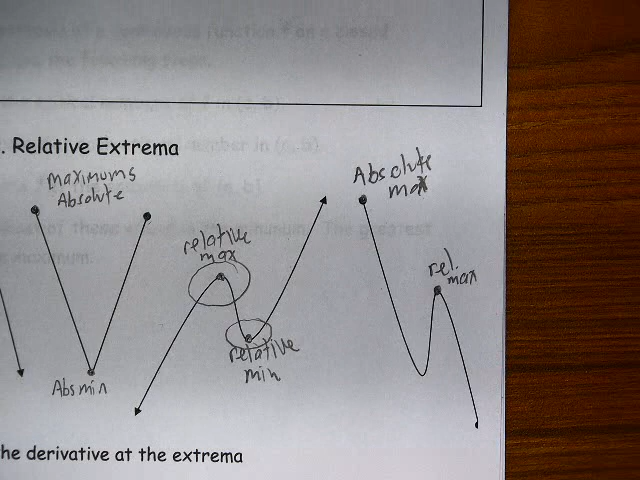 . Relative Extrema
maximums
Absolute
Abs min
relative
max
relative
min
Absolute
max
rel.
max
he derivative at the extrema